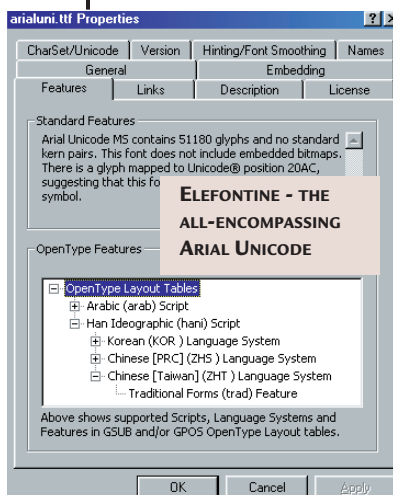 arialuni.ttf Properties
CharSet/Unicode Version Hinting/Font Smoothing Names
General Embedding
Features Links Description License
Standard Features
Arial Unicode MS contains 51180 glyphs and no standard
kern pairs. This font does not include embedded bitmaps.
There is a glyph mapped to Unicode® position 20AC,
suggesting that this fo
symbol.
ELEFONTINE - THE
ALL-ENCOMPASSING
ARIAL UNICODE
OpenType Features
OpenType Layout Tables
Arabic (arab) Script
Han Ideographic (hani) Script
Korean (KOR ) Language System
Chinese [PRC] (ZHS ) Language System
Chinese [Taiwan] (ZHT ) Language System
Traditional Forms (trad) Feature
Above shows supported Scripts, Language Systems and
Features in GSUB and/or GPOS OpenType Layout tables.
OK Cancel Apply